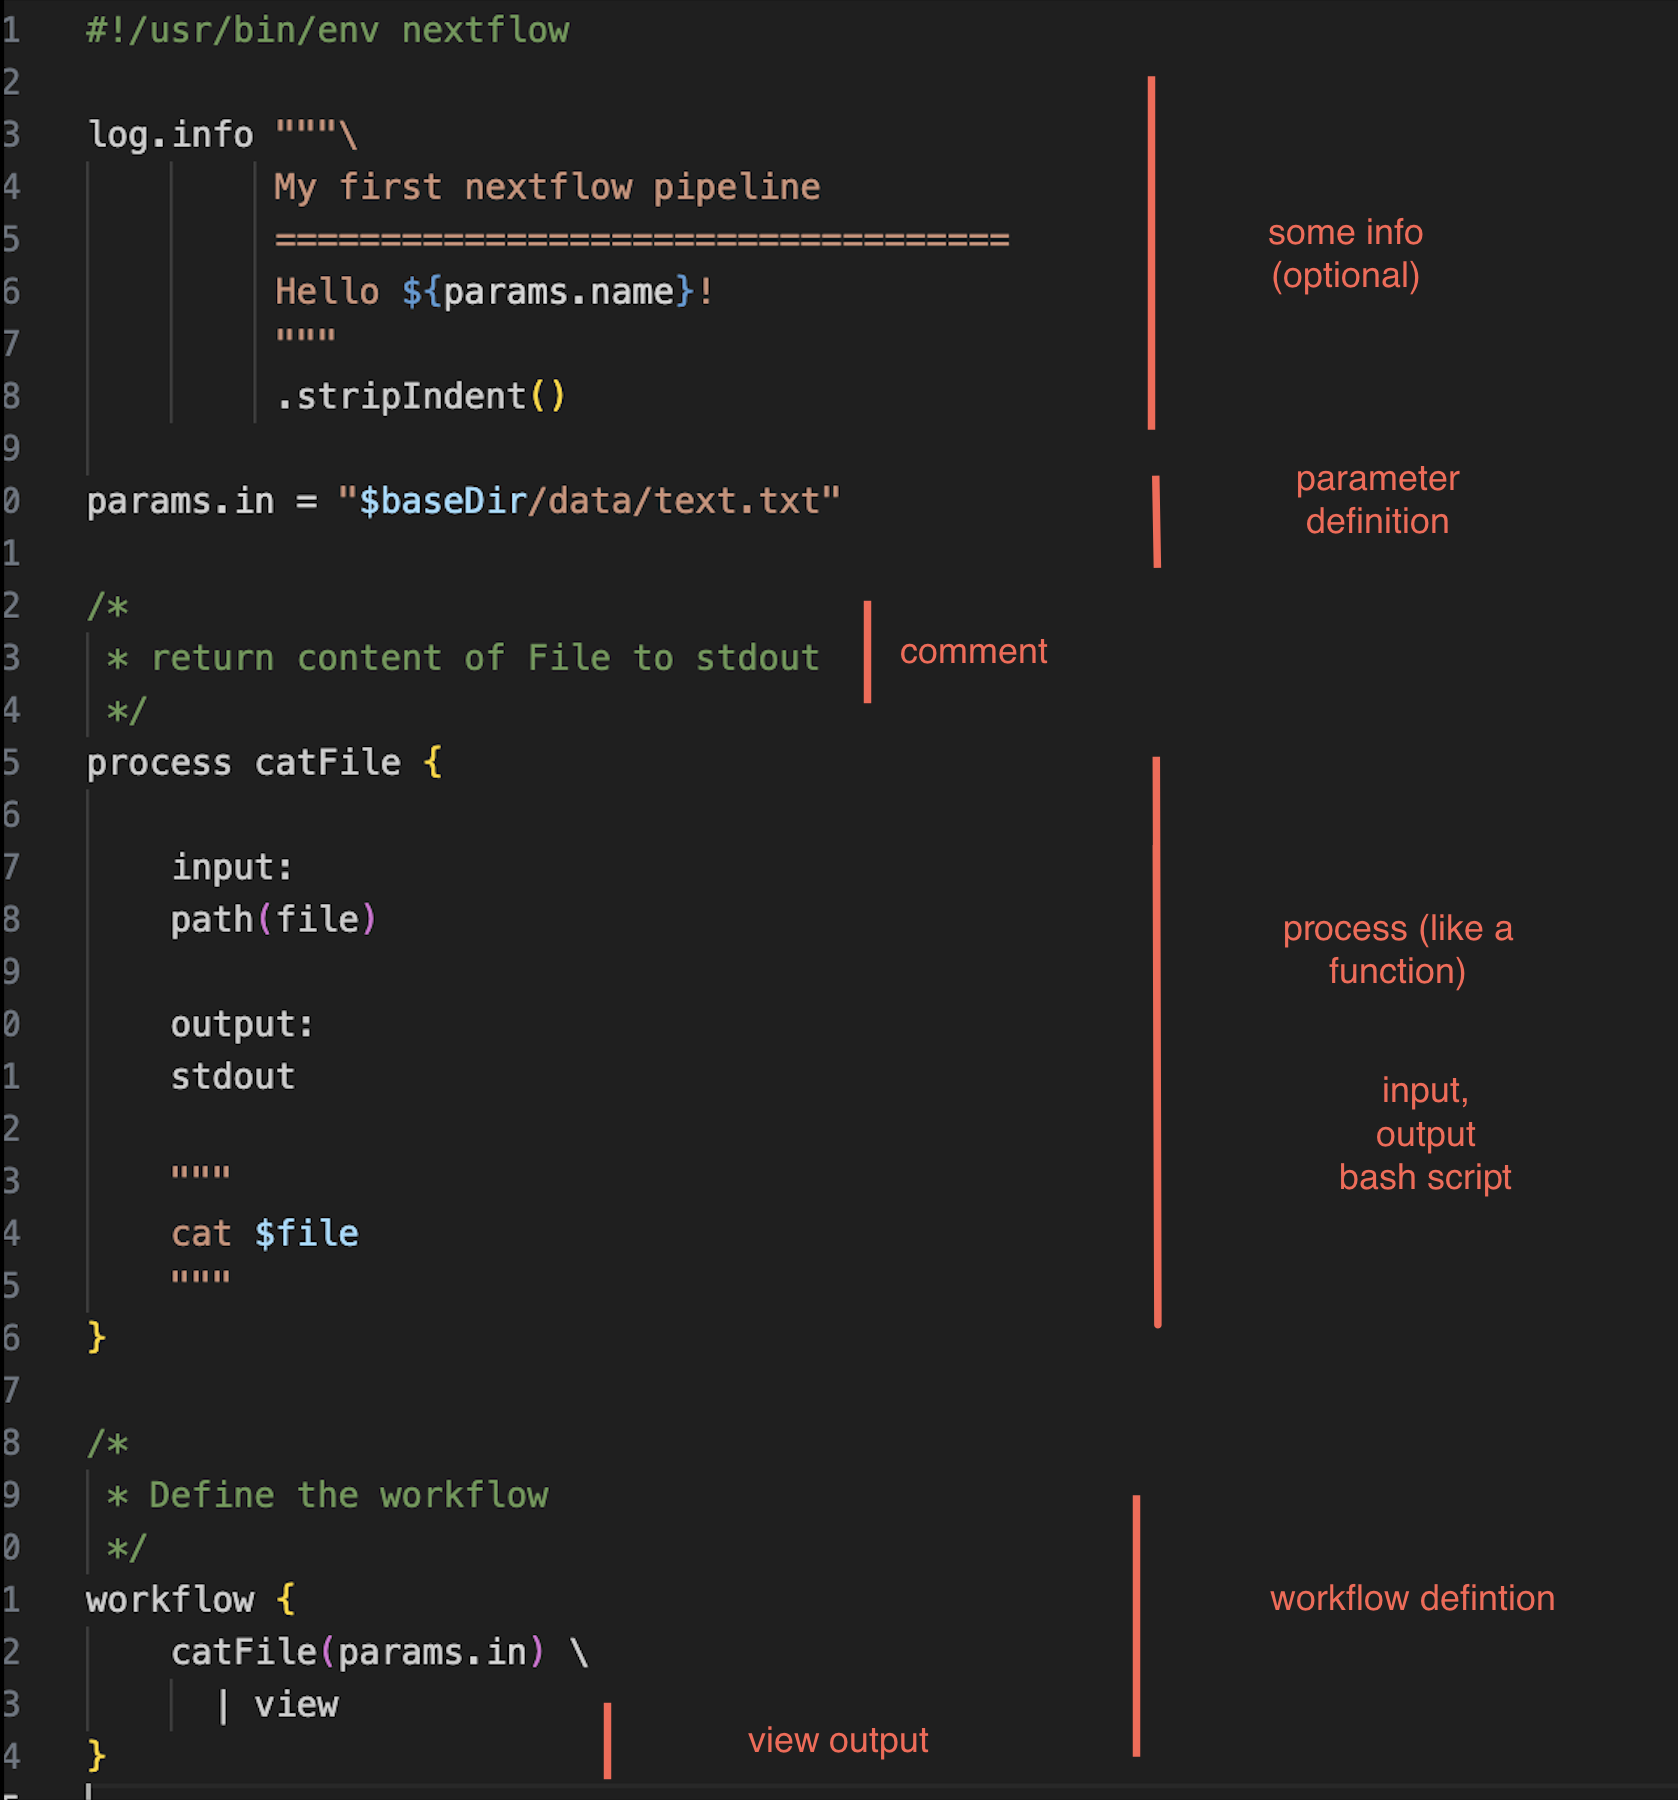 1 #!/usr/bin/env nextflow
2
3 log.info """\
4 My first nextflow pipeline
5 ===================================
6 Hello ${params.name}!
7 """
8 .stripIndent()
9
0 params.in = "$baseDir/data/text.txt"
1
2 /*
3 * return content of File to stdout
4 */
5 process catFile {
6
7 input:
8 path(file)
9
0 output:
1 stdout
2
3 """
4 cat $file
5 """
6 }
7
8 /*
9 * Define the workflow
0 */
1 workflow {
2 catFile(params.in) \
3 | view
4 }
some info
(optional)
parameter
definition
comment
process (like a
function)
input,
output
bash script
workflow defintion
view output